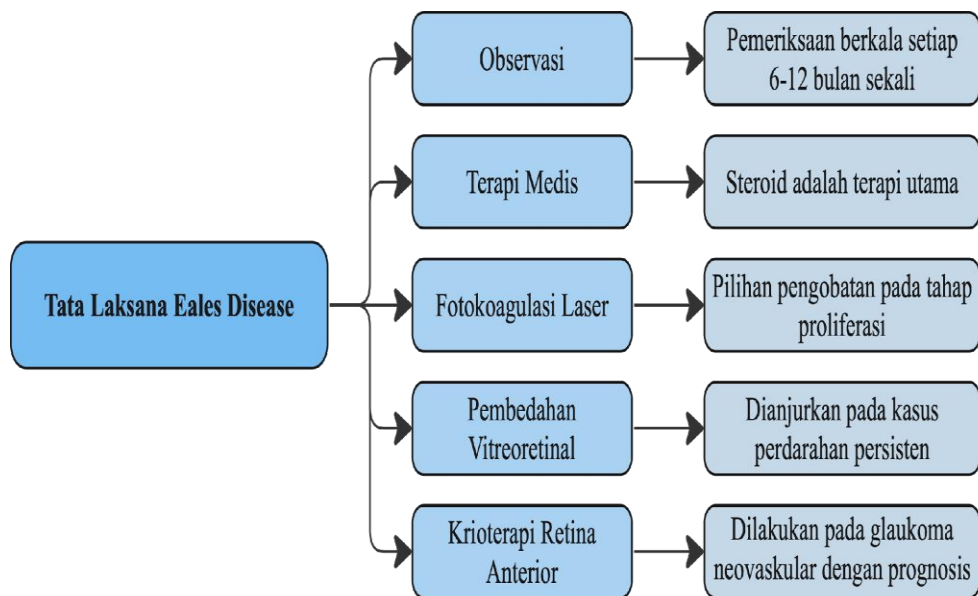 Tata Laksana Eales Disease
Observasi
Pemeriksaan berkala setiap
6-12 bulan sekali
Terapi Medis
Steroid adalah terapi utama
Fotokoagulasi Laser
Pilihan pengobatan pada tahap
proliferasi
Pembedahan
Vitreoretinal
Dianjurkan pada kasus
perdarahan persisten
Krioterapi Retina
Anterior
Dilakukan pada glaukoma
neovaskular dengan prognosis